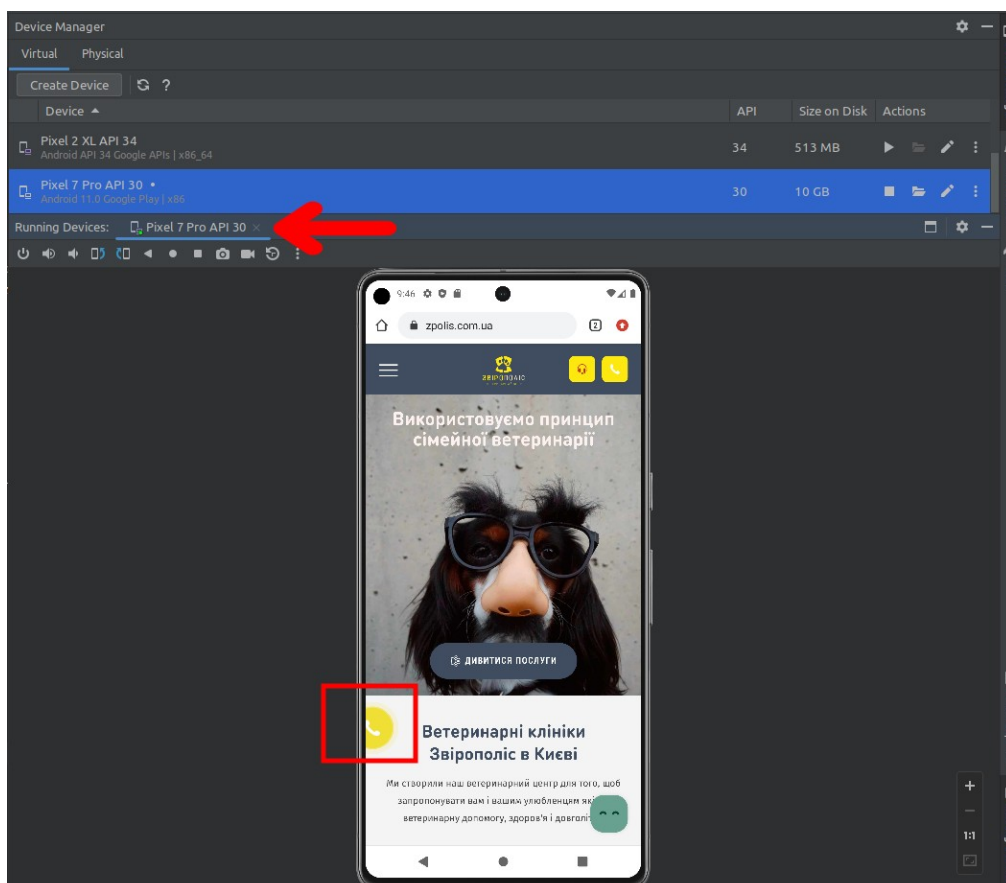 Device Manager
Virtual Physical
Create Device ?
Device API Size on Disk Actions
Pixel 2 XL API 34
Android API 34 Google APIs | x86_64
34 513 MB
Pixel 7 Pro API 30 •
Android 11.0 Google Play | x86
30 10 GB
Running Devices: Pixel 7 Pro API 30 ×
9:46
zpolis.com.ua 2
ЗВІРОПОЛІС
Використовуємо принцип
сімейної ветеринарії
ДИВИТИСЯ ПОСЛУГИ
Ветеринарні клініки
Звірополіс в Києві
Ми створили наш ветеринарний центр для того, щоб
запропонувати вам і вашим улюбленцям
ветеринарну допомогу, здоров'я і
1:1